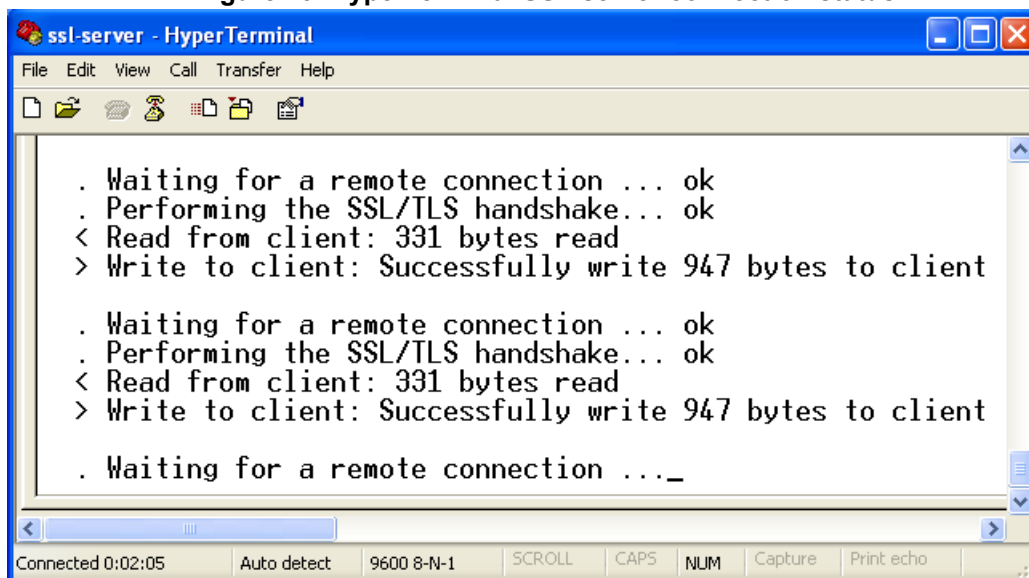 ssl-server - HyperTerminal
File Edit View Call Transfer Help
. Waiting for a remote connection ... ok
. Performing the SSL/TLS handshake... ok
< Read from client: 331 bytes read
> Write to client: Successfully write 947 bytes to client
. Waiting for a remote connection ... ok
. Performing the SSL/TLS handshake... ok
< Read from client: 331 bytes read
> Write to client: Successfully write 947 bytes to client
. Waiting for a remote connection ..._
Connected 0:02:05 Auto detect 9600 8-N-1 SCROLL CAPS NUM Capture Print echo